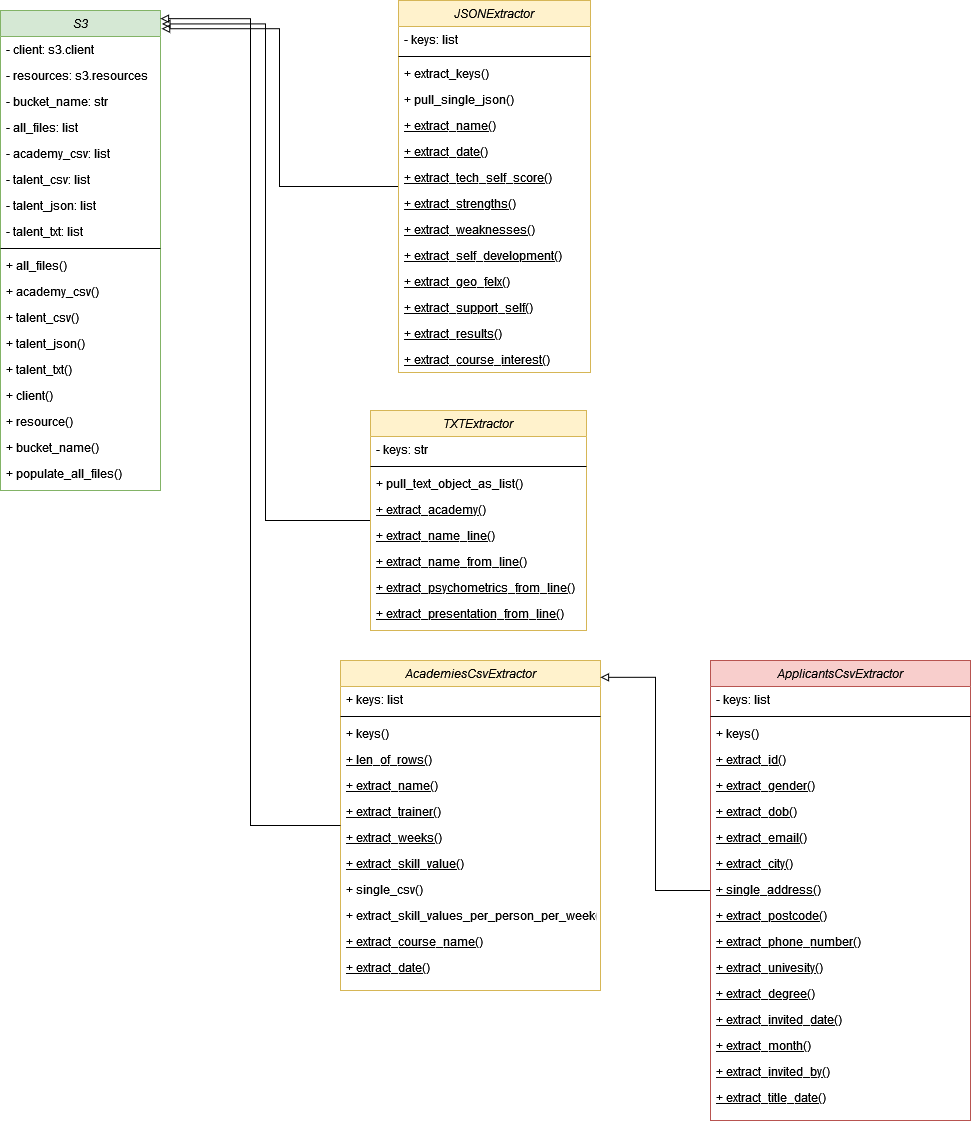 S3
- client: s3.client
- resources: s3.resources
- bucket_name: str
- all_files: list
- academy_csv: list
- talent_csv: list
- talent_json: list
- talent_txt: list
+ all_files()
+ academy_csv()
+ talent_csv()
+ talent_json()
+ talent_txt()
+ client()
+ resource()
+ bucket_name()
+ populate_all_files()
JSONExtractor
- keys: list
+ extract_keys()
+ pull_single_json()
+ extract_name()
+ extract_date()
+ extract_tech_self_score()
+ extract_strengths()
+ extract_weaknesses()
+ extract_self_development()
+ extract_geo_felx()
+ extract_support_self()
+ extract_results()
+ extract_course_interest()
TXTExtractor
- keys: str
+ pull_text_object_as_list()
+ extract_academy()
+ extract_name_line()
+ extract_name_from_line()
+ extract_psychometrics_from_line()
+ extract_presentation_from_line()
AcademiesCsvExtractor
+ keys: list
+ keys()
+ len_of_rows()
+ extract_name()
+ extract_trainer()
+ extract_weeks()
+ extract_skill_value()
+ single_csv()
+ extract_skill_values_per_person_per_week(
+ extract_course_name()
+ extract_date()
ApplicantsCsvExtractor
- keys: list
+ keys()
+ extract_id()
+ extract_gender()
+ extract_dob()
+ extract_email()
+ extract_city()
+ single_address()
+ extract_postcode()
+ extract_phone_number()
+ extract_univesity()
+ extract_degree()
+ extract_invited_date()
+ extract_month()
+ extract_invited_by()
+ extract_title_date()